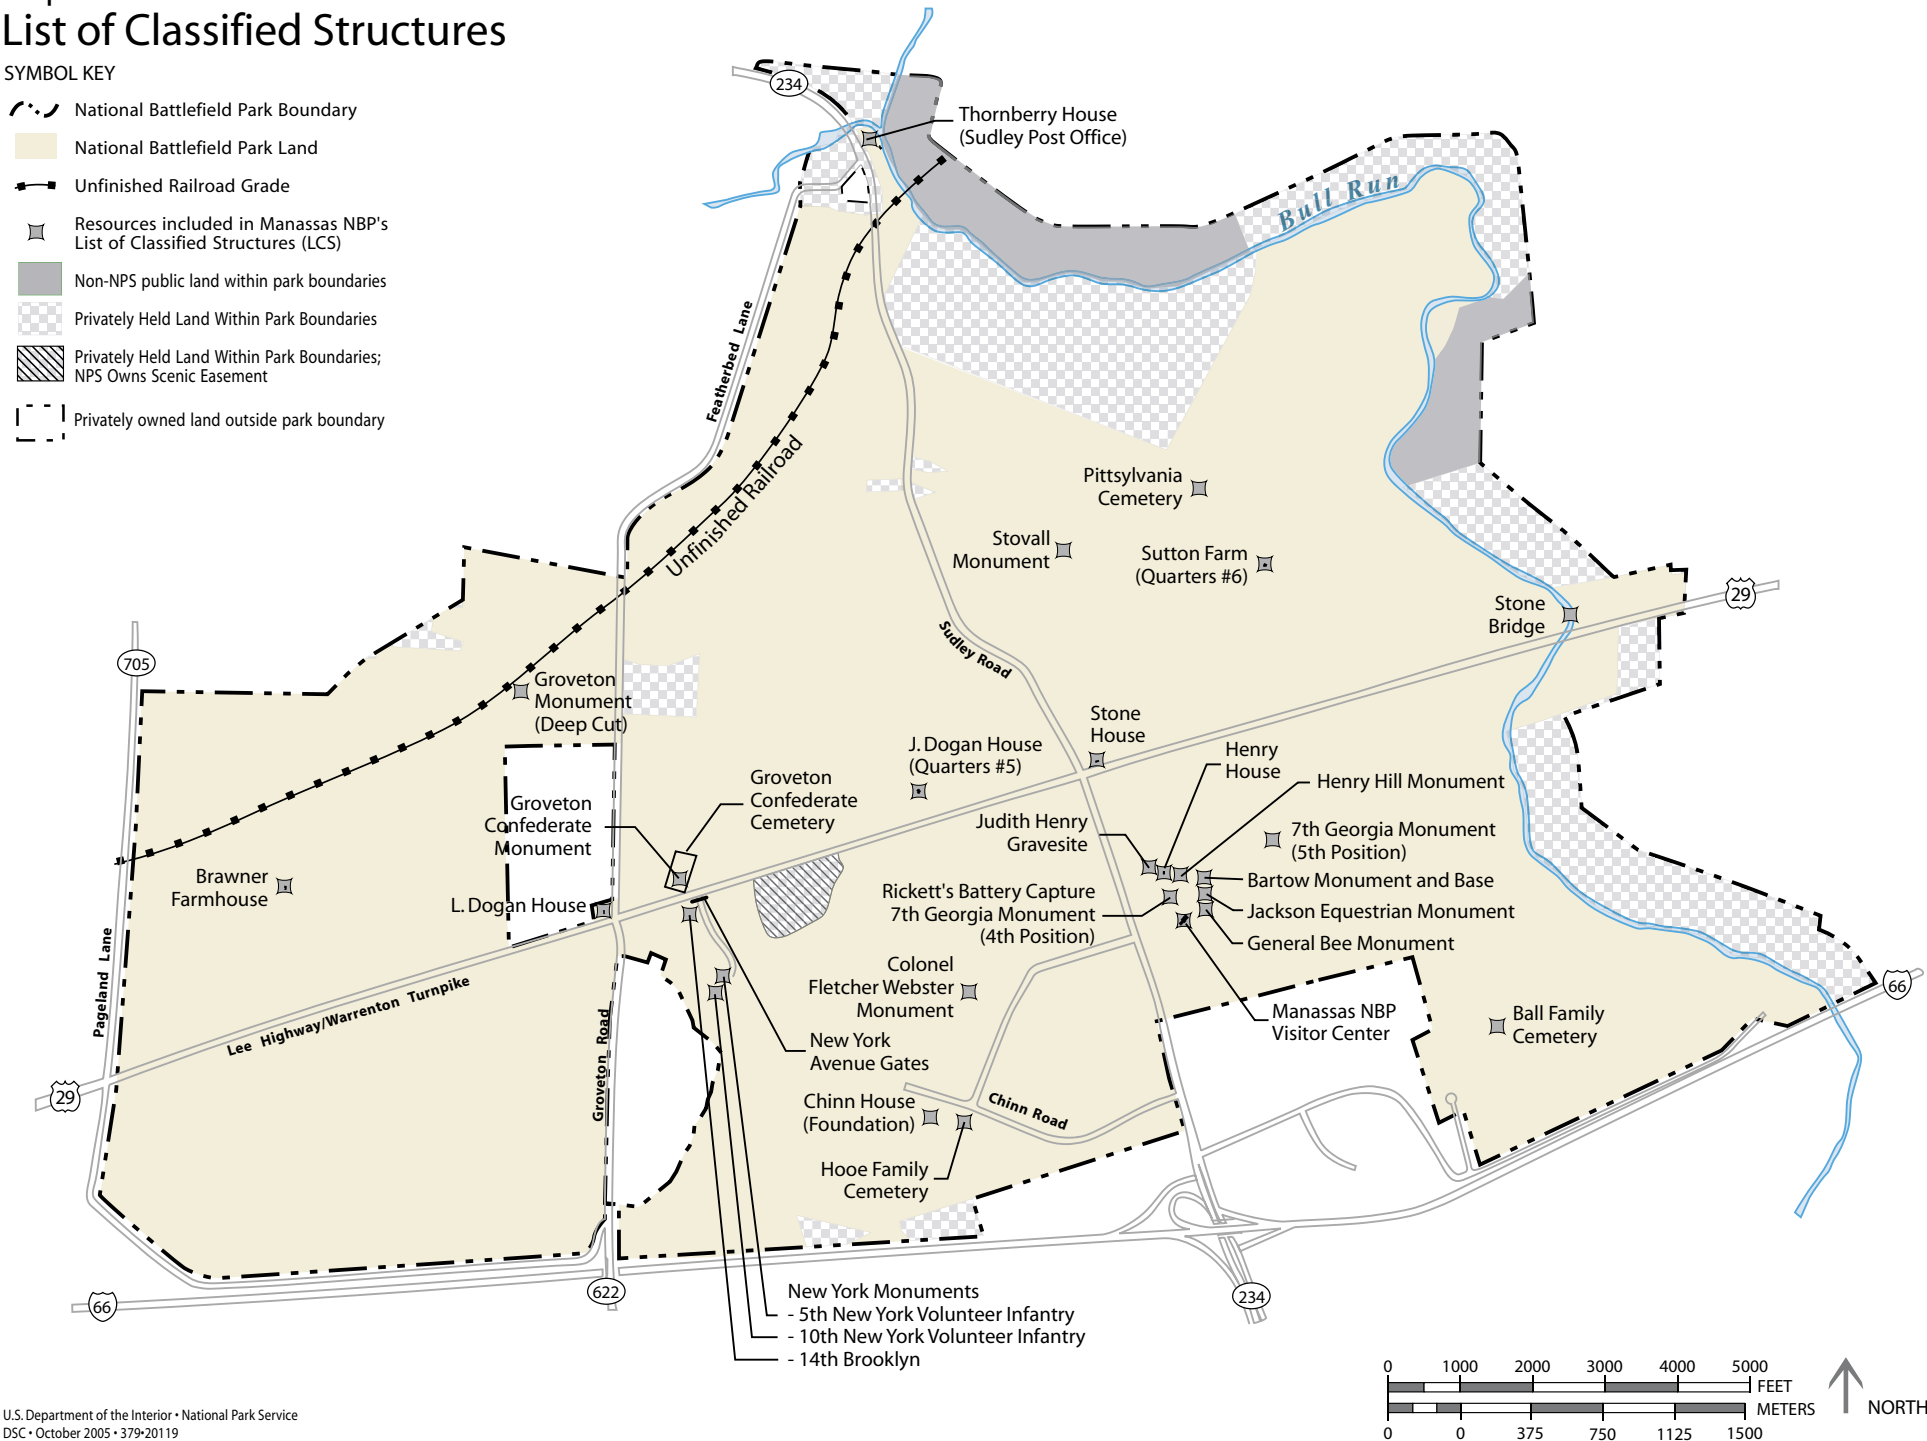 List of Classified Structures
SYMBOL KEY
National Battlefield Park Boundary
National Battlefield Park Land
Unfinished Railroad Grade
Resources included in Manassas NBP's
List of Classified Structures (LCS)
Non-NPS public land within park boundaries
Privately Held Land Within Park Boundaries
Privately Held Land Within Park Boundaries;
NPS Owns Scenic Easement
Privately owned land outside park boundary
234
Thornberry House
(Sudley Post Office)
Bull Run
Featherbed Lane
Unfinished Railroad
Pittsylvania
Cemetery
Stovall
Monument
Sutton Farm
(Quarters #6)
Stone
Bridge
29
705
Sudley Road
Groveton
Monument
(Deep Cut)
Stone
House
J. Dogan House
(Quarters #5)
Henry
House
Henry Hill Monument
Groveton
Confederate
Cemetery
Groveton
Confederate
Monument
Judith Henry
Gravesite
7th Georgia Monument
(5th Position)
Brawner
Farmhouse
L. Dogan House
Bartow Monument and Base
Rickett's Battery Capture
7th Georgia Monument
(4th Position)
Jackson Equestrian Monument
General Bee Monument
Pageland Lane
Lee Highway/Warrenton Turnpike
Colonel
Fletcher Webster
Monument
66
Manassas NBP
Visitor Center
Ball Family
Cemetery
Groveton Road
New York
Avenue Gates
29
Chinn House
(Foundation)
Chinn Road
Hooe Family
Cemetery
66
622
234
New York Monuments
- 5th New York Volunteer Infantry
- 10th New York Volunteer Infantry
- 14th Brooklyn
0 1000 2000 3000 4000 5000
FEET
METERS
0 0 375 750 1125 1500
NORTH
U.S. Department of the Interior • National Park Service
DSC • October 2005 • 379•20119